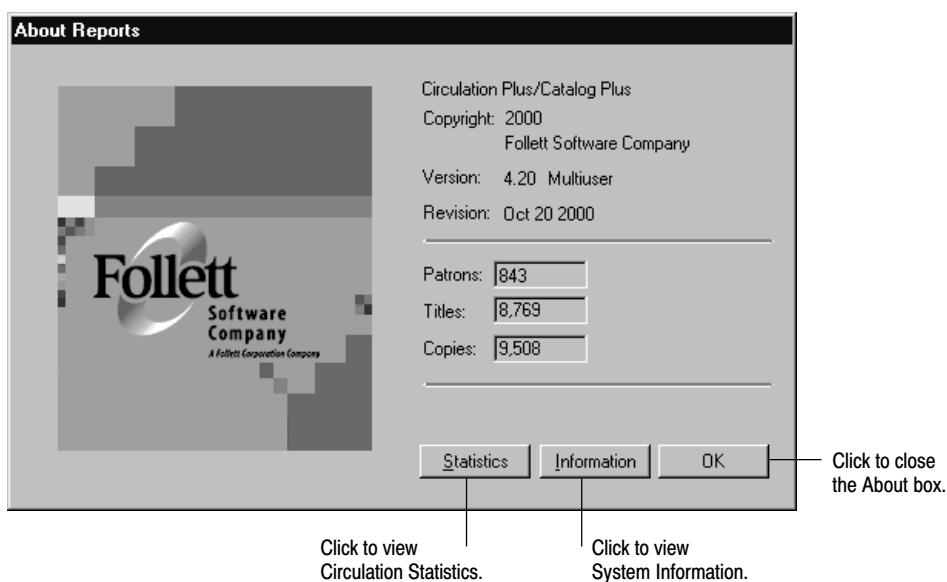 About Reports
Circulation Plus/Catalog Plus
Copyright: 2000
Follett Software Company
Version: 4.20 Multiuser
Revision: Oct 20 2000
Follett
Software
Company
A Follett Corporation Company
Patrons: 843
Titles: 8,769
Copies: 9,508
Statistics Information OK
Click to close
the About box.
Click to view
Circulation Statistics.
Click to view
System Information.